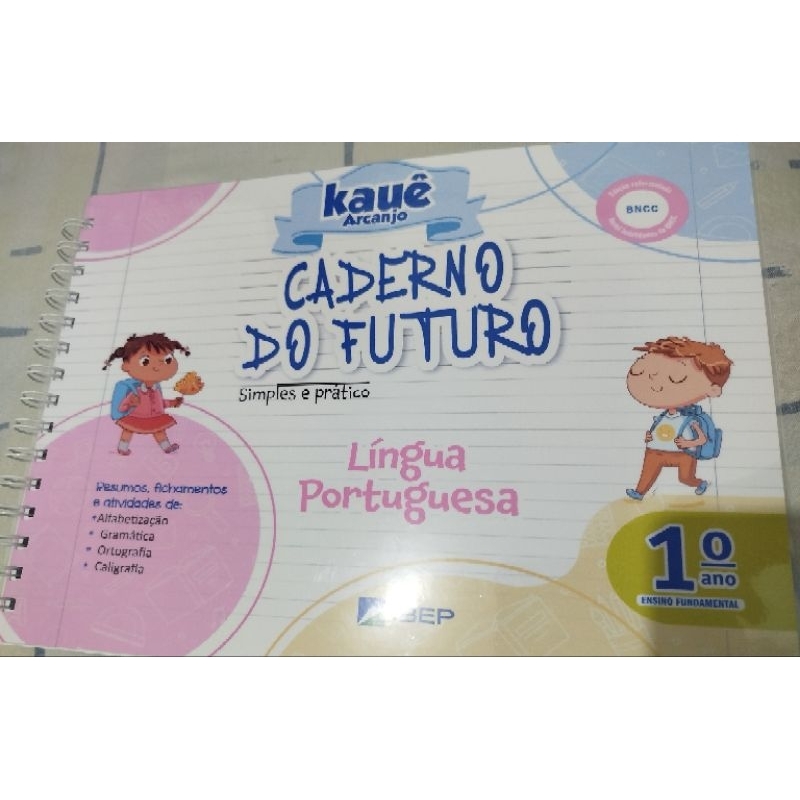 kauê
Arcanjo
CADERNO
DO FUTURO
Simples e prático
BNCC
Língua
Portuguesa
Resumos, fichamentos
e atividades de:
•Alfabetização
• Gramática
• Ortografia
• Caligrafia
1º
ano
ENSINO FUNDAMENTAL
BEP